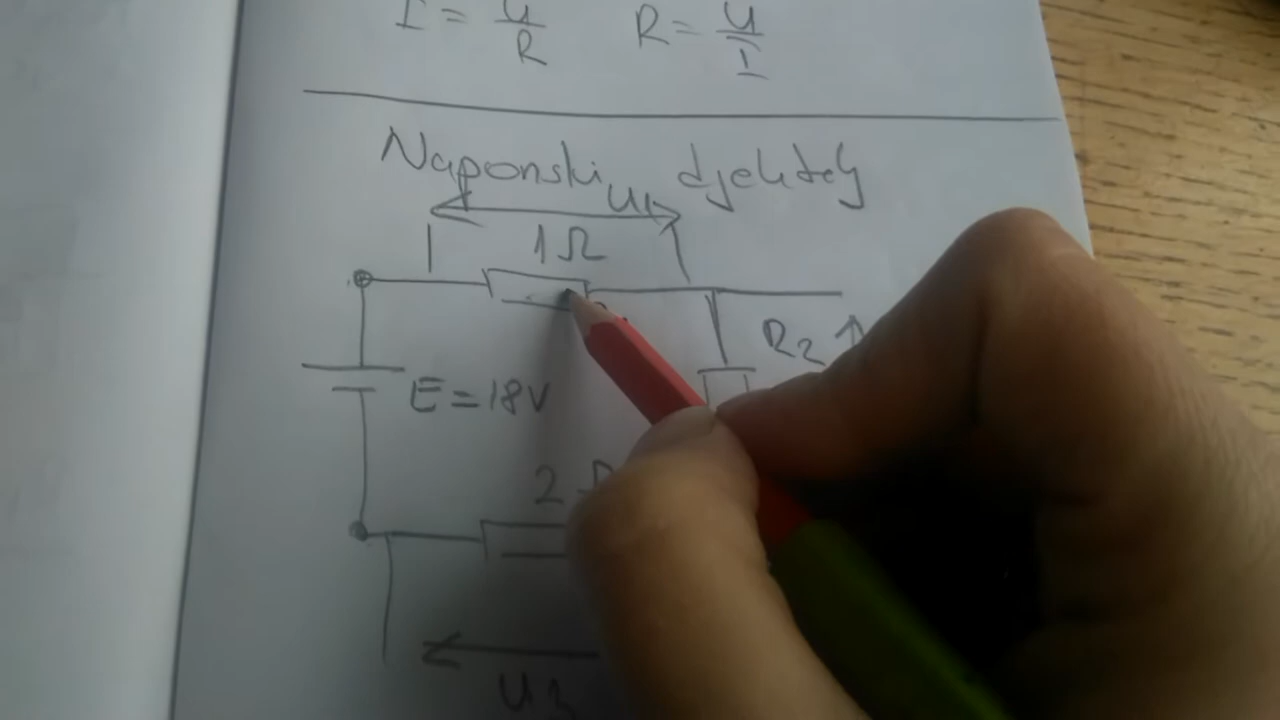 I = U/R R = U/I
Naponski djelitelj
U1
1Ω
R2
E = 18V
2 Ω
U3